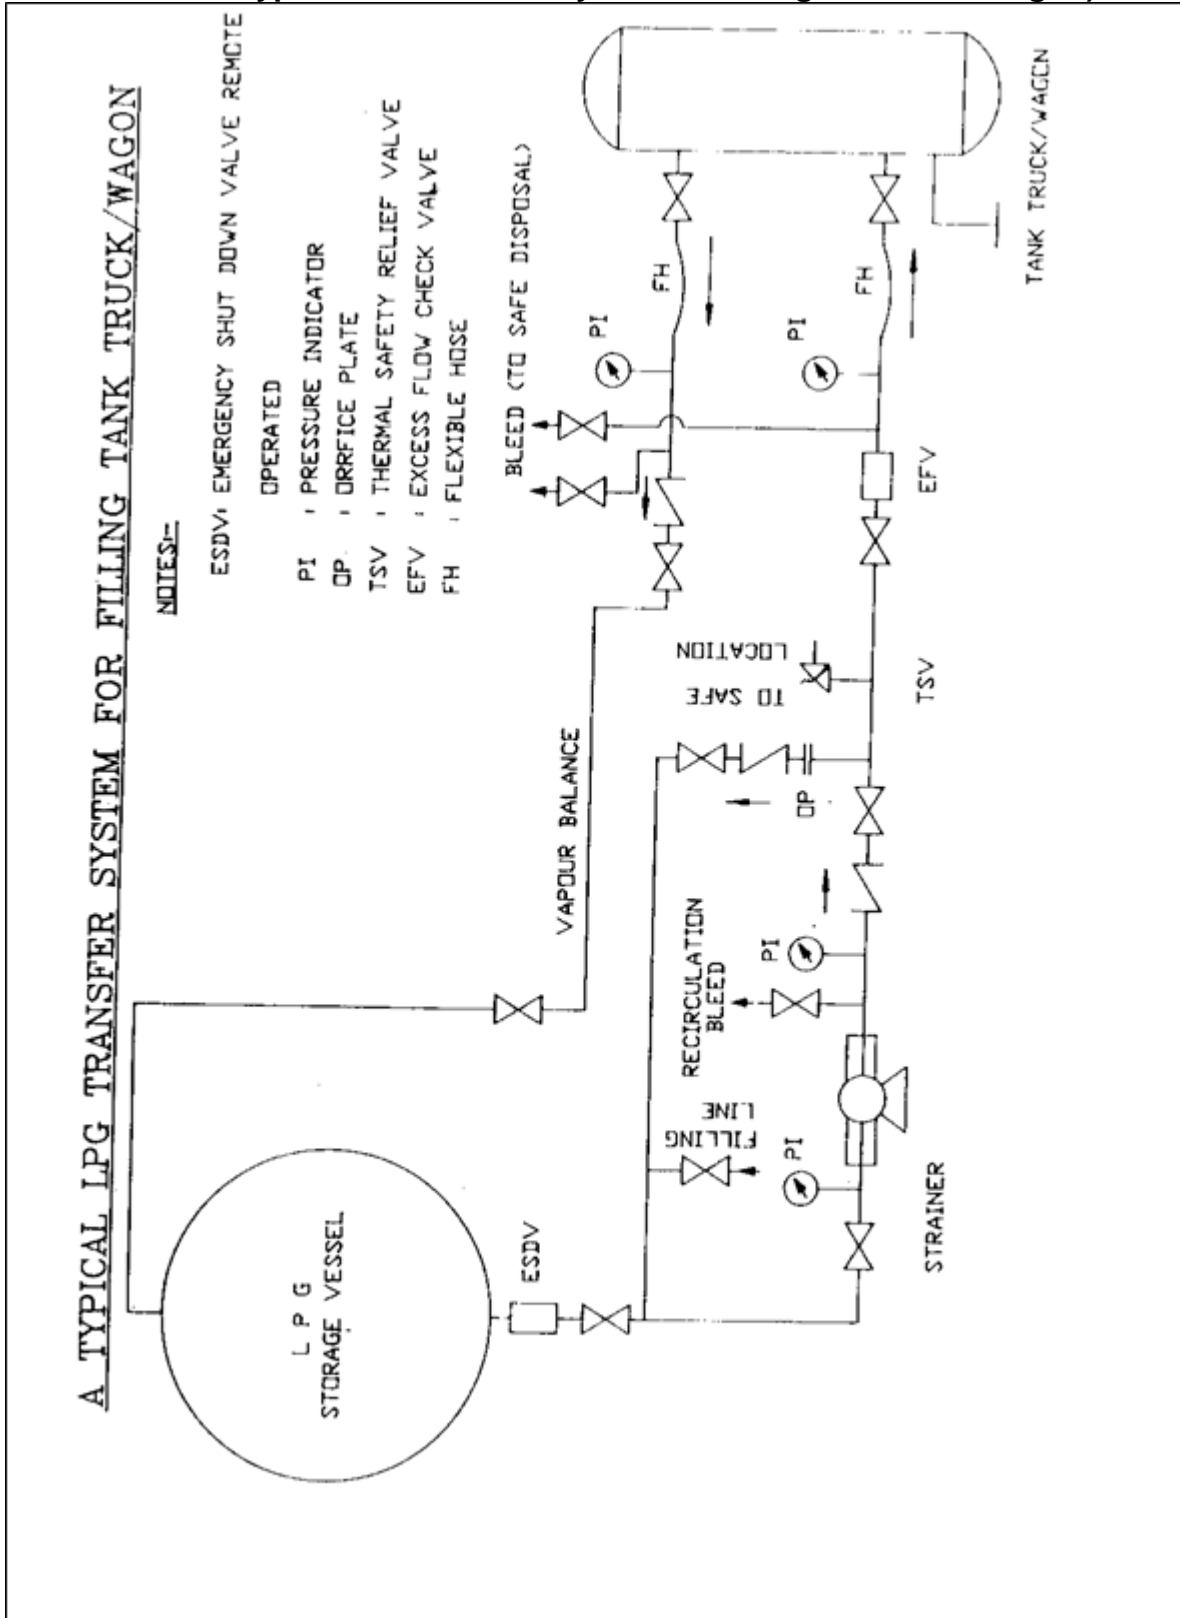 A TYPICAL LPG TRANSFER SYSTEM FOR FILLING TANK TRUCK/WAGON
NOTES:-
ESDV: EMERGENCY SHUT DOWN VALVE REMOTE
OPERATED
PI : PRESSURE INDICATOR
OP. : ORRFICE PLATE
TSV : THERMAL SAFETY RELIEF VALVE
EFV : EXCESS FLOW CHECK VALVE
FH : FLEXIBLE HOSE
BLEED (TO SAFE DISPOSAL)
L P G
STORAGE VESSEL
ESDV
VAPOUR BALANCE
PI
FH
PI
FH
TANK TRUCK/WAGON
EFV
TO SAFE
LOCATION
TSV
OP
RECIRCULATION
BLEED
PI
FILLING
LINE
PI
STRAINER